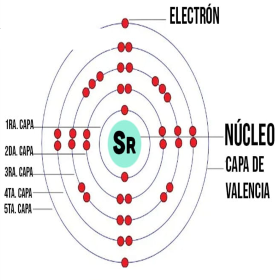 ELECTRÓN
1RA. CAPA
SR
NÚCLEO
2DA. CAPA
CAPA DE
VALENCIA
3RA. CAPA
4TA. CAPA
5TA. CAPA